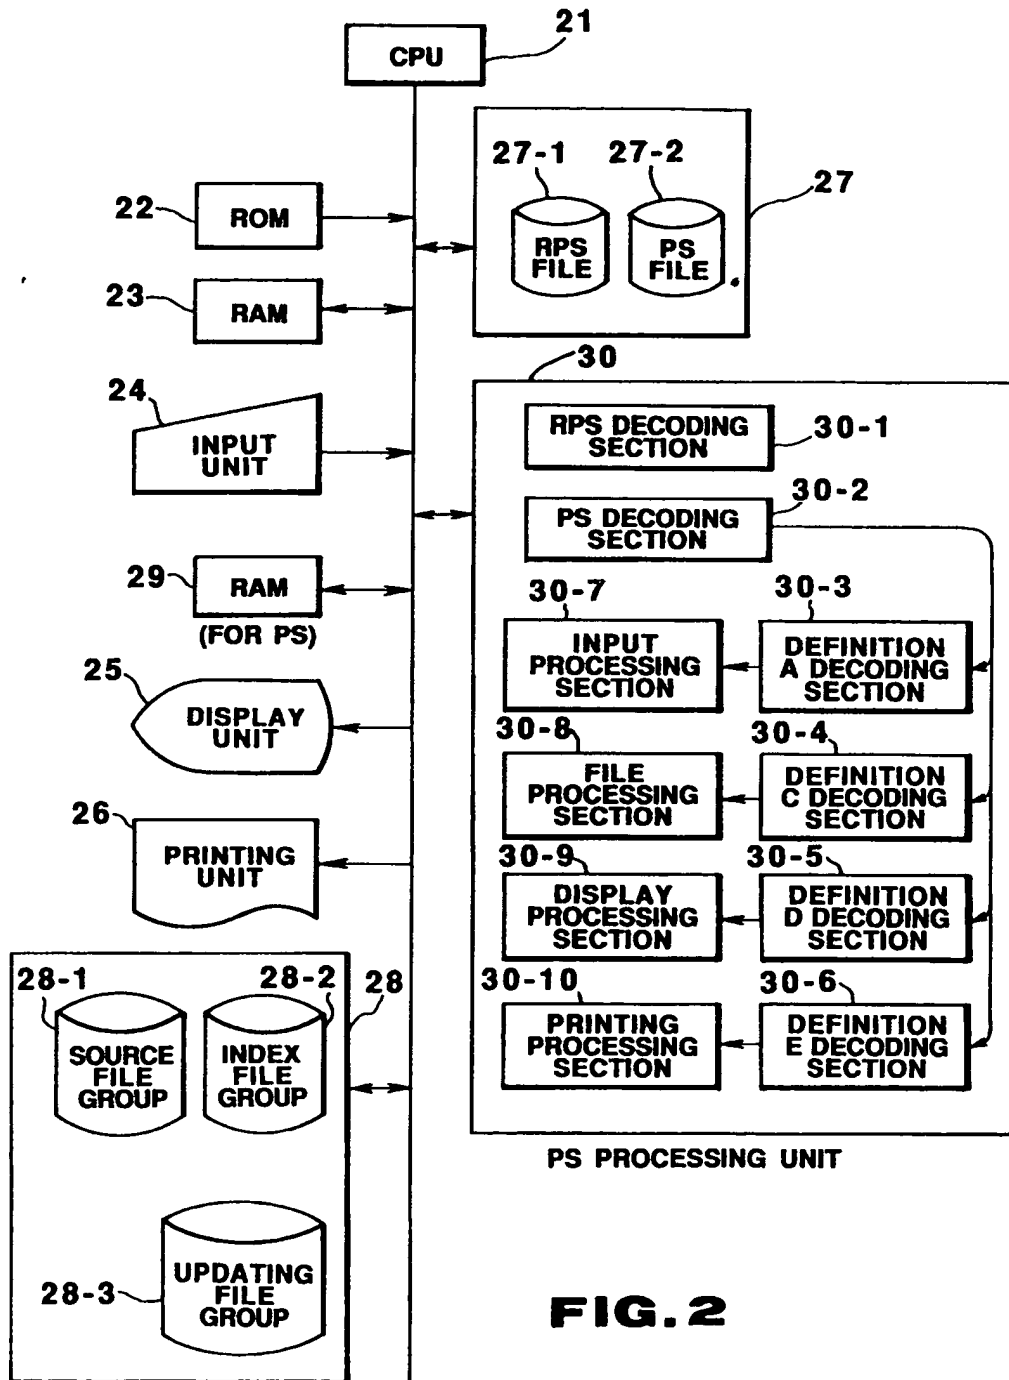 21
CPU
27-1
27-2
27
RPS
FILE
PS
FILE
22
ROM
23
RAM
24
INPUT
UNIT
29
RAM
(FOR PS)
25
DISPLAY
UNIT
26
PRINTING
UNIT
30
RPS DECODING
SECTION
30-1
30-2
PS DECODING
SECTION
30-7
30-3
INPUT
PROCESSING
SECTION
DEFINITION
A DECODING
SECTION
30-8
30-4
FILE
PROCESSING
SECTION
DEFINITION
C DECODING
SECTION
30-9
30-5
DISPLAY
PROCESSING
SECTION
DEFINITION
D DECODING
SECTION
30-10
30-6
PRINTING
PROCESSING
SECTION
DEFINITION
E DECODING
SECTION
PS PROCESSING UNIT
28-1
28-2
28
SOURCE
FILE
GROUP
INDEX
FILE
GROUP
28-3
UPDATING
FILE
GROUP
FIG.2